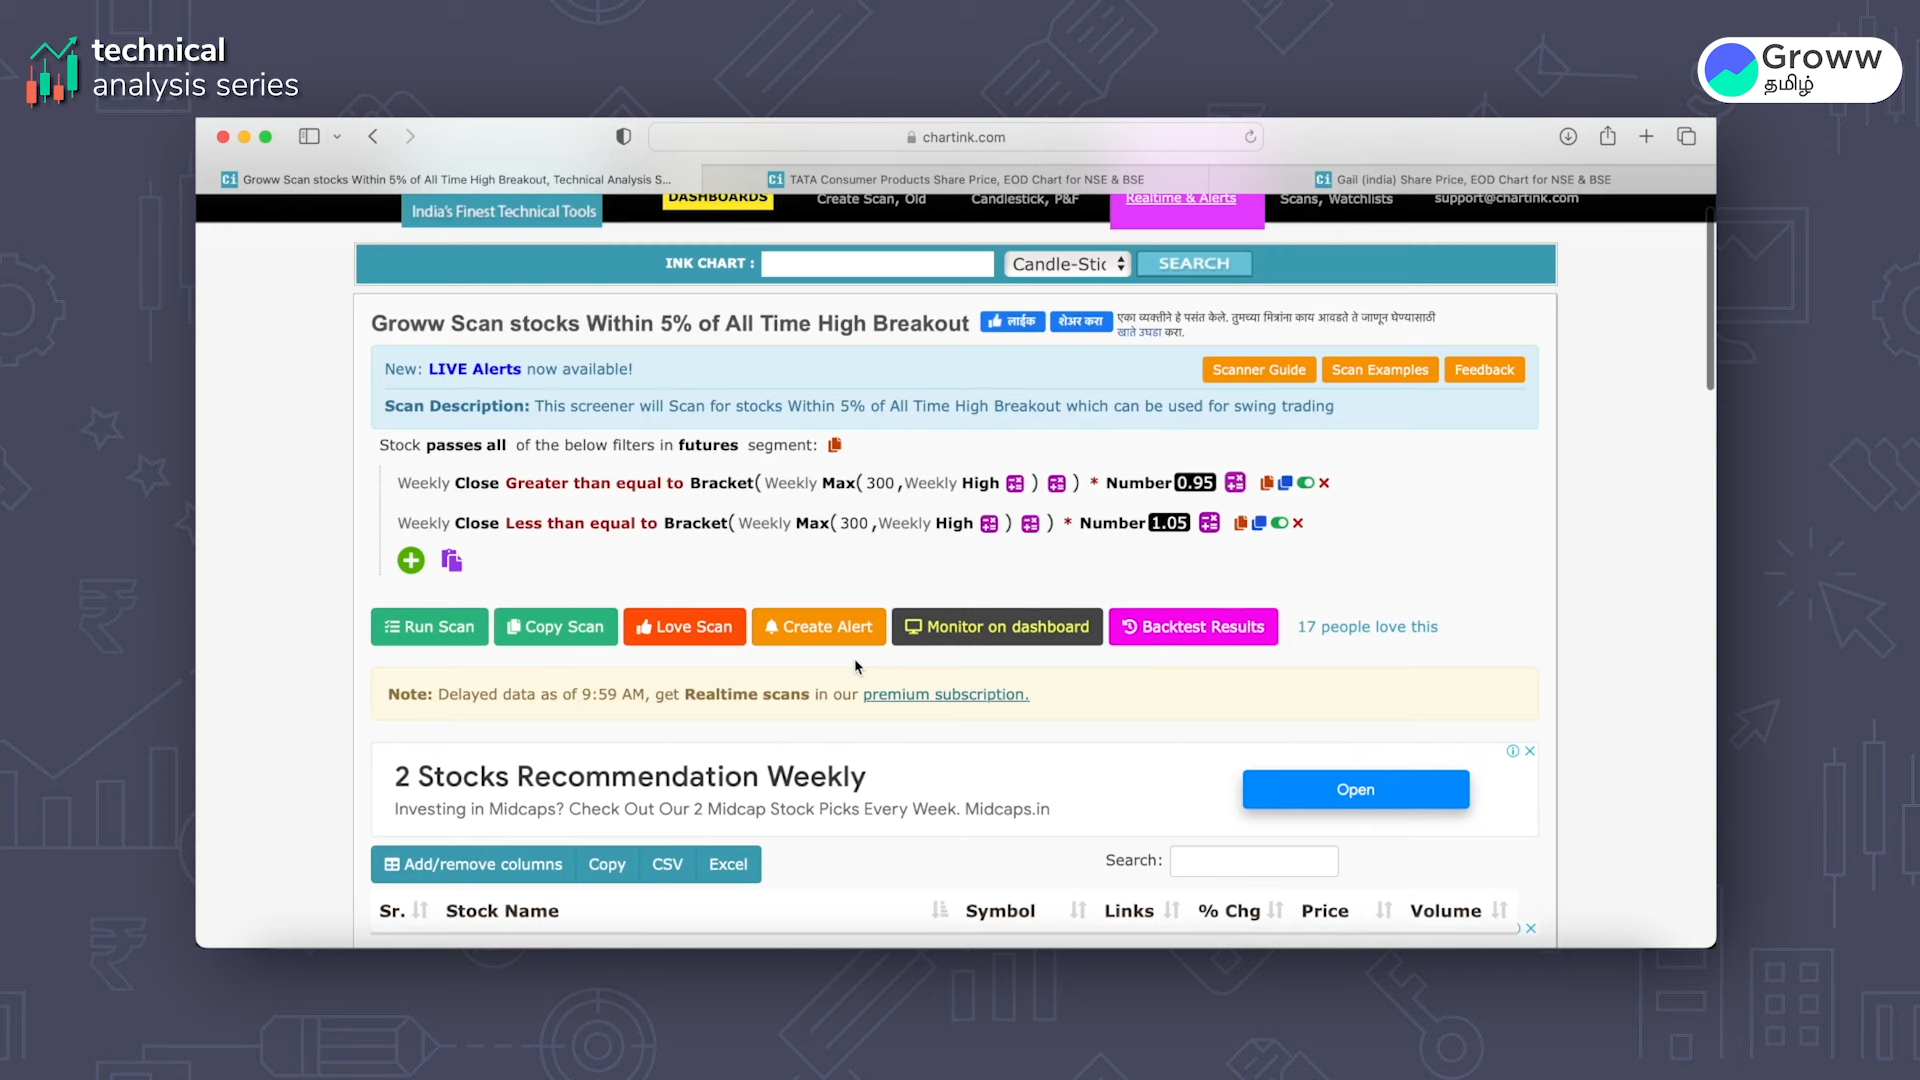 technical
analysis series
Groww
தமிழ்
chartink.com
Groww Scan stocks Within 5% of All Time High Breakout, Technical Analysis S...
TATA Consumer Products Share Price, EOD Chart for NSE & BSE
Gail (india) Share Price, EOD Chart for NSE & BSE
India's Finest Technical Tools
DASHBOARDS
Create Scan, Old
Candlestick, P&F
Realtime & Alerts
Scans, Watchlists
support@chartink.com
INK CHART :
Candle-Stic
SEARCH
Groww Scan stocks Within 5% of All Time High Breakout
लाईक
शेअर करा
एका व्यक्तीने हे पसंत केले. तुमच्या मित्रांना काय आवडते ते जाणून घेण्यासाठी
खाते उघडा करा.
New: LIVE Alerts now available!
Scanner Guide
Scan Examples
Feedback
Scan Description: This screener will Scan for stocks Within 5% of All Time High Breakout which can be used for swing trading
Stock passes all of the below filters in futures segment:
Weekly Close Greater than equal to Bracket( Weekly Max( 300 , Weekly High ) ) * Number 0.95
Weekly Close Less than equal to Bracket( Weekly Max( 300 , Weekly High ) ) * Number 1.05
Run Scan
Copy Scan
Love Scan
Create Alert
Monitor on dashboard
Backtest Results
17 people love this
Note: Delayed data as of 9:59 AM, get Realtime scans in our premium subscription.
2 Stocks Recommendation Weekly
Investing in Midcaps? Check Out Our 2 Midcap Stock Picks Every Week. Midcaps.in
Open
Add/remove columns
Copy
CSV
Excel
Search:
Sr.
Stock Name
Symbol
Links
% Chg
Price
Volume